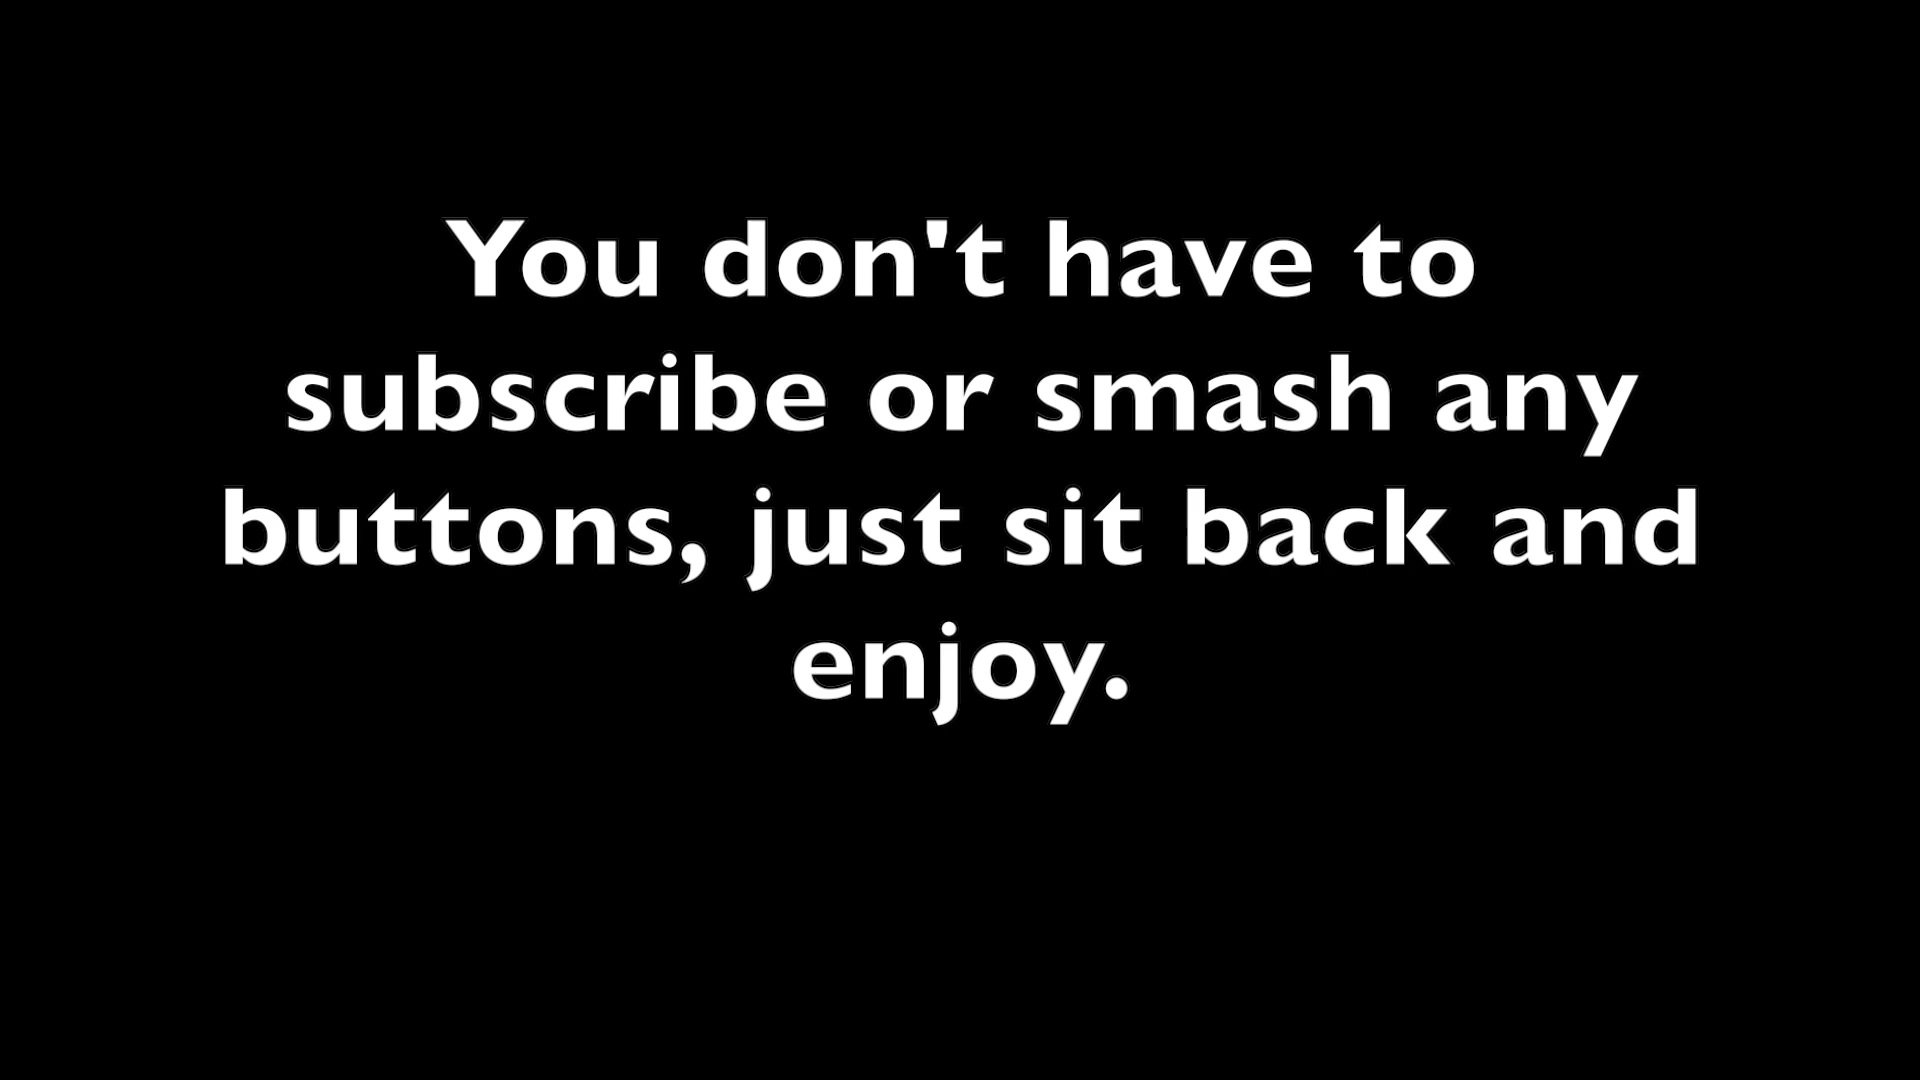 You don't have to
subscribe or smash any
buttons, just sit back and
enjoy.